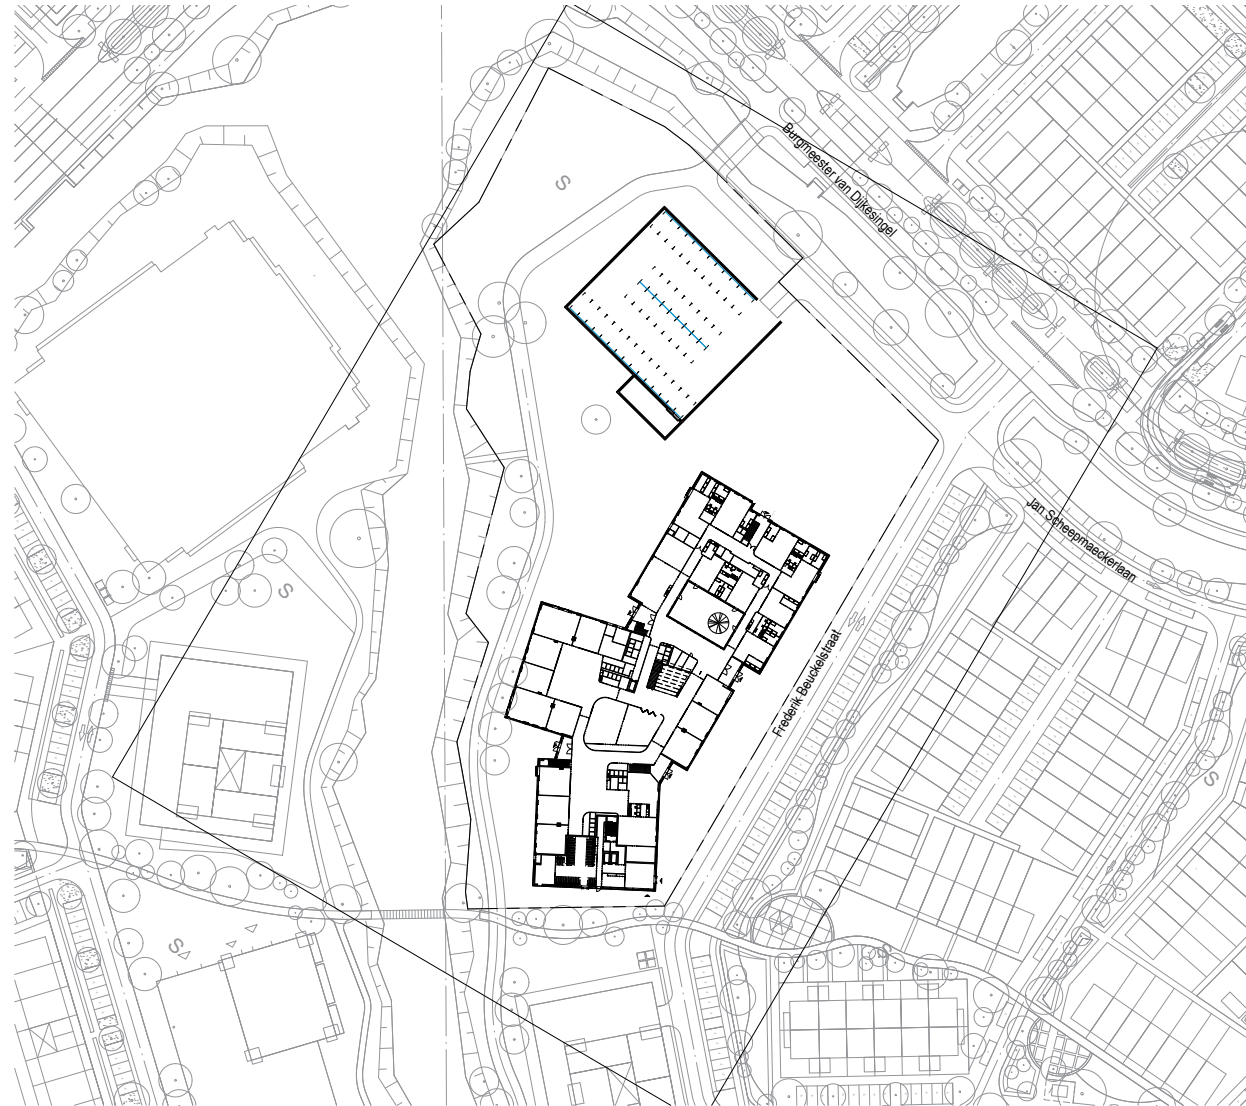 Burgmeester van Dijkesingel
S
Jan Scheepmaeckerlaan
S
Frederik Beuckelstraat
S
S
S